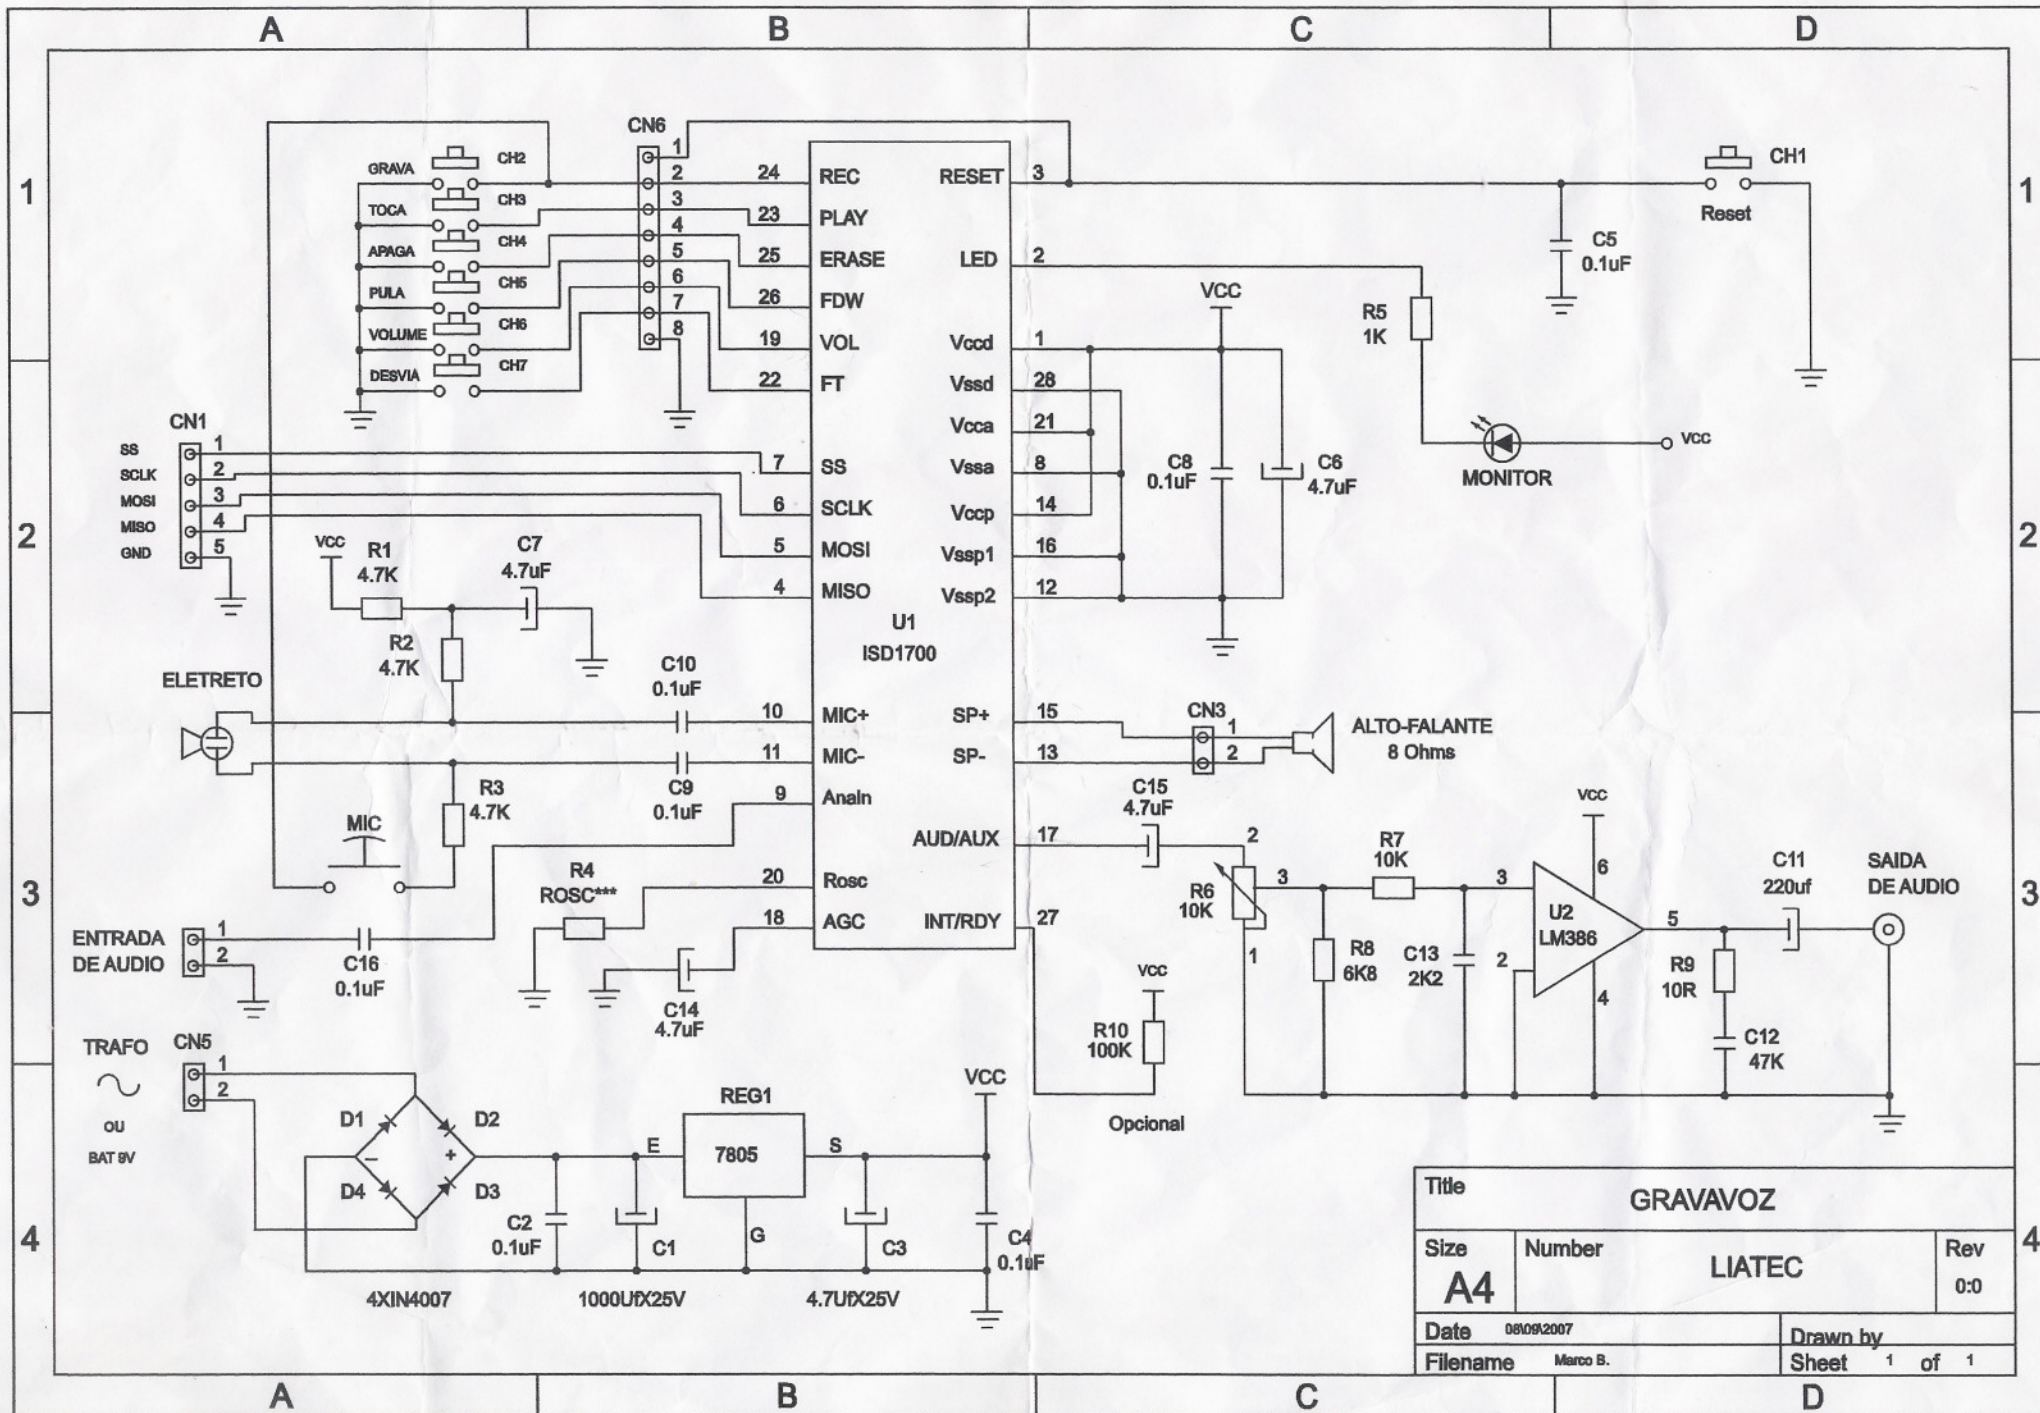 A B C D
1
2
3
4
1
2
3
4
A B C D
GRAVA CH2
TOCA CH3
APAGA CH4
PULA CH5
VOLUME CH6
DESVIA CH7
CN6
1
2
3
4
5
6
7
8
24 REC
23 PLAY
25 ERASE
26 FDW
19 VOL
22 FT
7 SS
6 SCLK
5 MOSI
4 MISO
U1
ISD1700
10 MIC+
11 MIC-
9 AnaIn
20 Rosc
18 AGC
RESET 3
LED 2
Vccd 1
Vssd 28
Vcca 21
Vssa 8
Vccp 14
Vssp1 16
Vssp2 12
SP+ 15
SP- 13
AUD/AUX 17
INT/RDY 27
CH1
Reset
C5
0.1uF
R5
1K
MONITOR
VCC
VCC
C8
0.1uF
C6
4.7uF
CN1
SS 1
SCLK 2
MOSI 3
MISO 4
GND 5
VCC
R1
4.7K
C7
4.7uF
R2
4.7K
ELETRETO
C10
0.1uF
C9
0.1uF
R3
4.7K
MIC
R4
ROSC***
C14
4.7uF
ENTRADA
DE AUDIO
1
2
C16
0.1uF
CN3
1
2
ALTO-FALANTE
8 Ohms
C15
4.7uF
R6
10K
2
3
1
R7
10K
R8
6K8
C13
2K2
VCC
3
2
6
4
5
U2
LM386
C11
220uf
SAIDA
DE AUDIO
R9
10R
C12
47K
VCC
R10
100K
Opcional
TRAFO
OU
BAT 9V
CN5
1
2
D1
D2
D4
D3
-
+
4XIN4007
C2
0.1uF
C1
1000UfX25V
REG1
7805
E
S
G
C3
4.7UfX25V
VCC
C4
0.1uF
Title GRAVAVOZ
Size A4
Number LIATEC
Rev 0:0
Date 08\09\2007
Drawn by
Filename Marco B.
Sheet 1 of 1